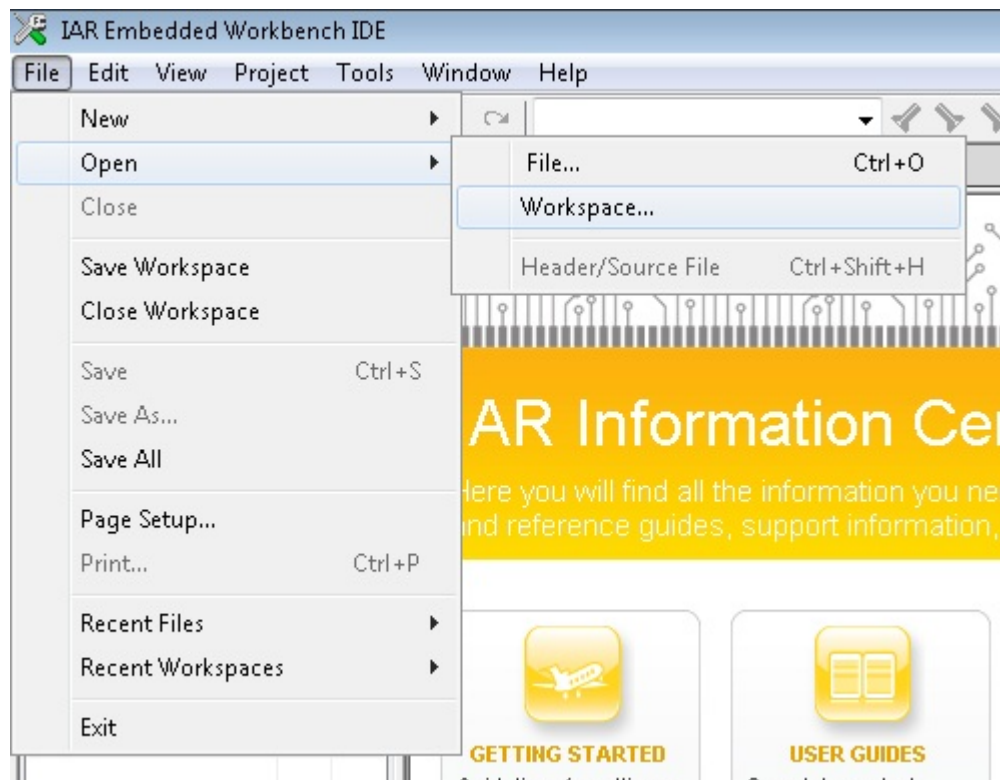 IAR Embedded Workbench IDE
File Edit View Project Tools Window Help
New
Open
Close
Save Workspace
Close Workspace
Save Ctrl+S
Save As...
Save All
Page Setup...
Print... Ctrl+P
Recent Files
Recent Workspaces
Exit
File... Ctrl+O
Workspace...
Header/Source File Ctrl+Shift+H
AR Information Ce
Here you will find all the information you ne
and reference guides, support information,
GETTING STARTED
USER GUIDES